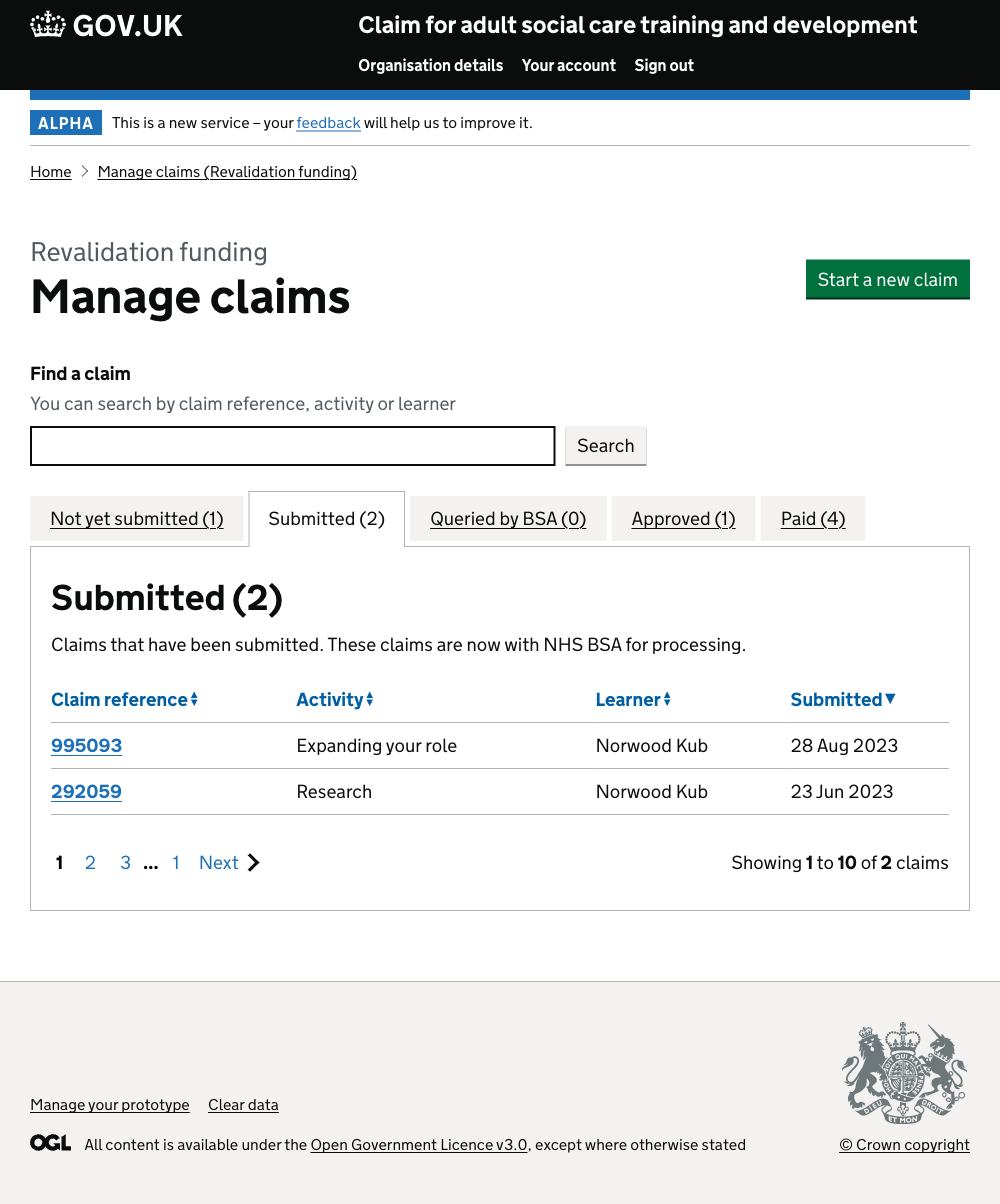 GOV.UK
Claim for adult social care training and development
Organisation details Your account Sign out
ALPHA This is a new service – your feedback will help us to improve it.
Home Manage claims (Revalidation funding)
Revalidation funding
Manage claims
Start a new claim
Find a claim
You can search by claim reference, activity or learner
Search
Not yet submitted (1) Submitted (2) Queried by BSA (0) Approved (1) Paid (4)
Submitted (2)
Claims that have been submitted. These claims are now with NHS BSA for processing.
Claim reference Activity Learner Submitted
995093 Expanding your role Norwood Kub 28 Aug 2023
292059 Research Norwood Kub 23 Jun 2023
1 2 3 ... 1 Next Showing 1 to 10 of 2 claims
Manage your prototype Clear data
DIEU ET MON DROIT
OGL All content is available under the Open Government Licence v3.0, except where otherwise stated
© Crown copyright